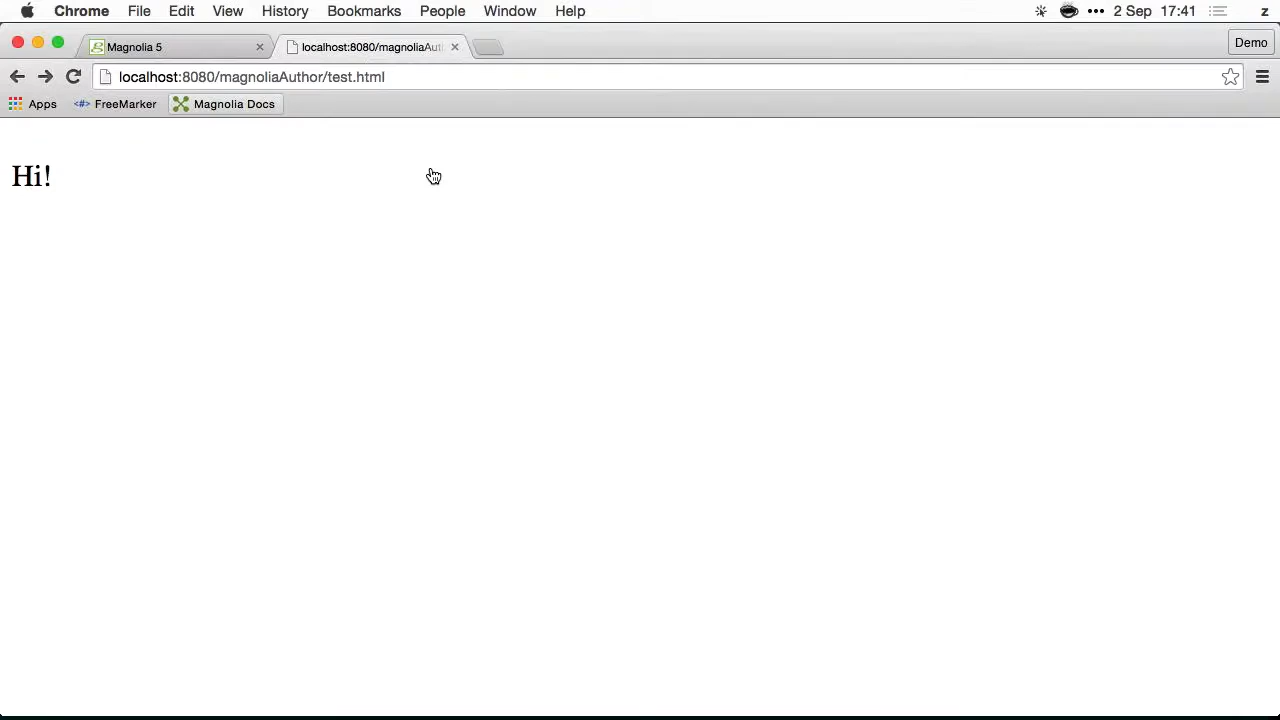 Chrome File Edit View History Bookmarks People Window Help ••• 2 Sep 17:41 z
Magnolia 5 localhost:8080/magnoliaAut Demo
localhost:8080/magnoliaAuthor/test.html
Apps <#> FreeMarker Magnolia Docs
Hi!